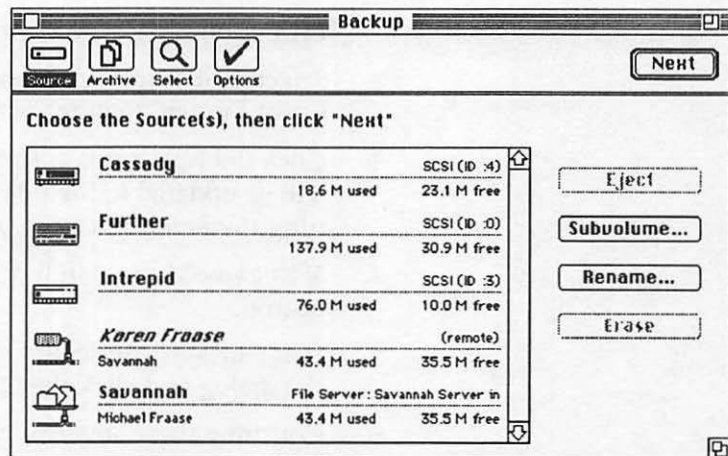 Backup
Source Archive Select Options
Next
Choose the Source(s), then click "Next"
Cassady SCSI (ID :4)
18.6 M used 23.1 M free
Further SCSI (ID :0)
137.9 M used 30.9 M free
Intrepid SCSI (ID :3)
76.0 M used 10.0 M free
Karen Fraase (remote)
Savannah 43.4 M used 35.5 M free
Savannah File Server : Savannah Server in
Michael Fraase 43.4 M used 35.5 M free
Eject
Subvolume...
Rename...
Erase